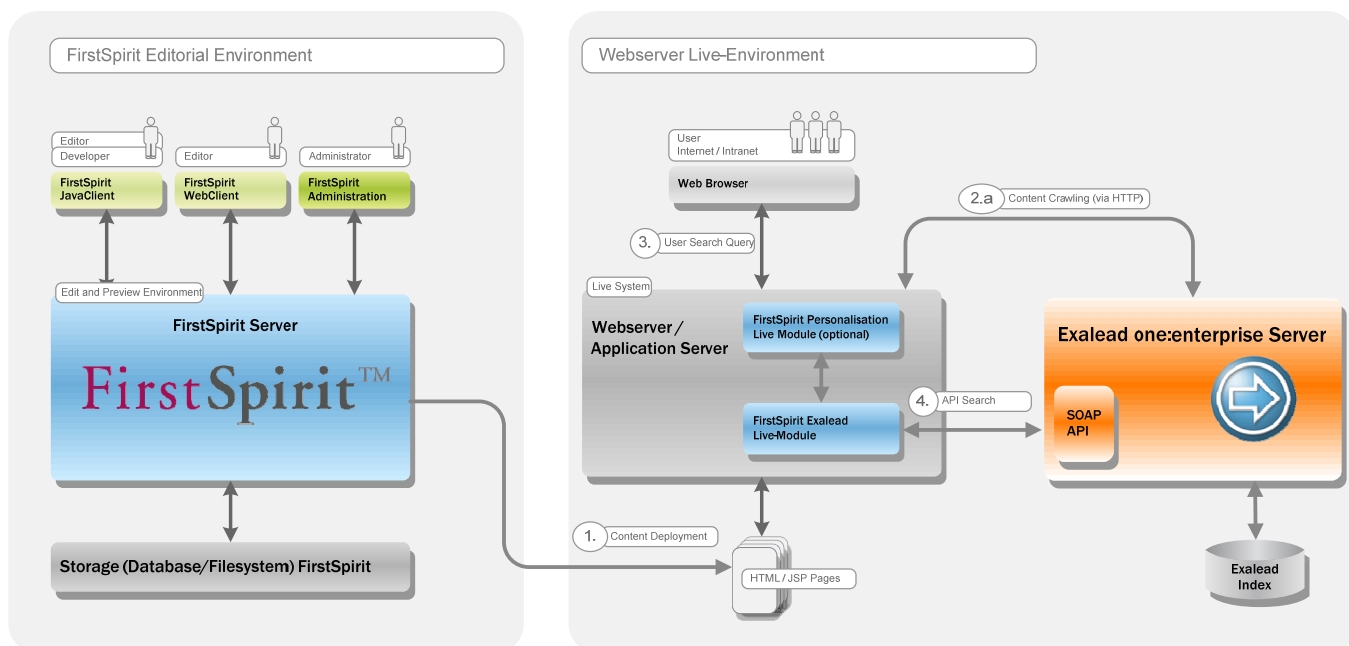 FirstSpirit Editorial Environment
Editor
Developer
FirstSpirit
JavaClient
Editor
FirstSpirit
WebClient
Administrator
FirstSpirit
Administration
Edit and Preview Environment
FirstSpirit Server
FirstSpirit™
Storage (Database/Filesystem) FirstSpirit
Webserver Live-Environment
User
Internet / Intranet
Web Browser
3.
User Search Query
2.a
Content Crawling (via HTTP)
Live System
Webserver /
Application Server
FirstSpirit Personalisation
Live Module (optional)
FirstSpirit Exalead
Live-Module
4.
API Search
Exalead one:enterprise Server
SOAP
API
1.
Content Deployment
HTML / JSP Pages
Exalead
Index